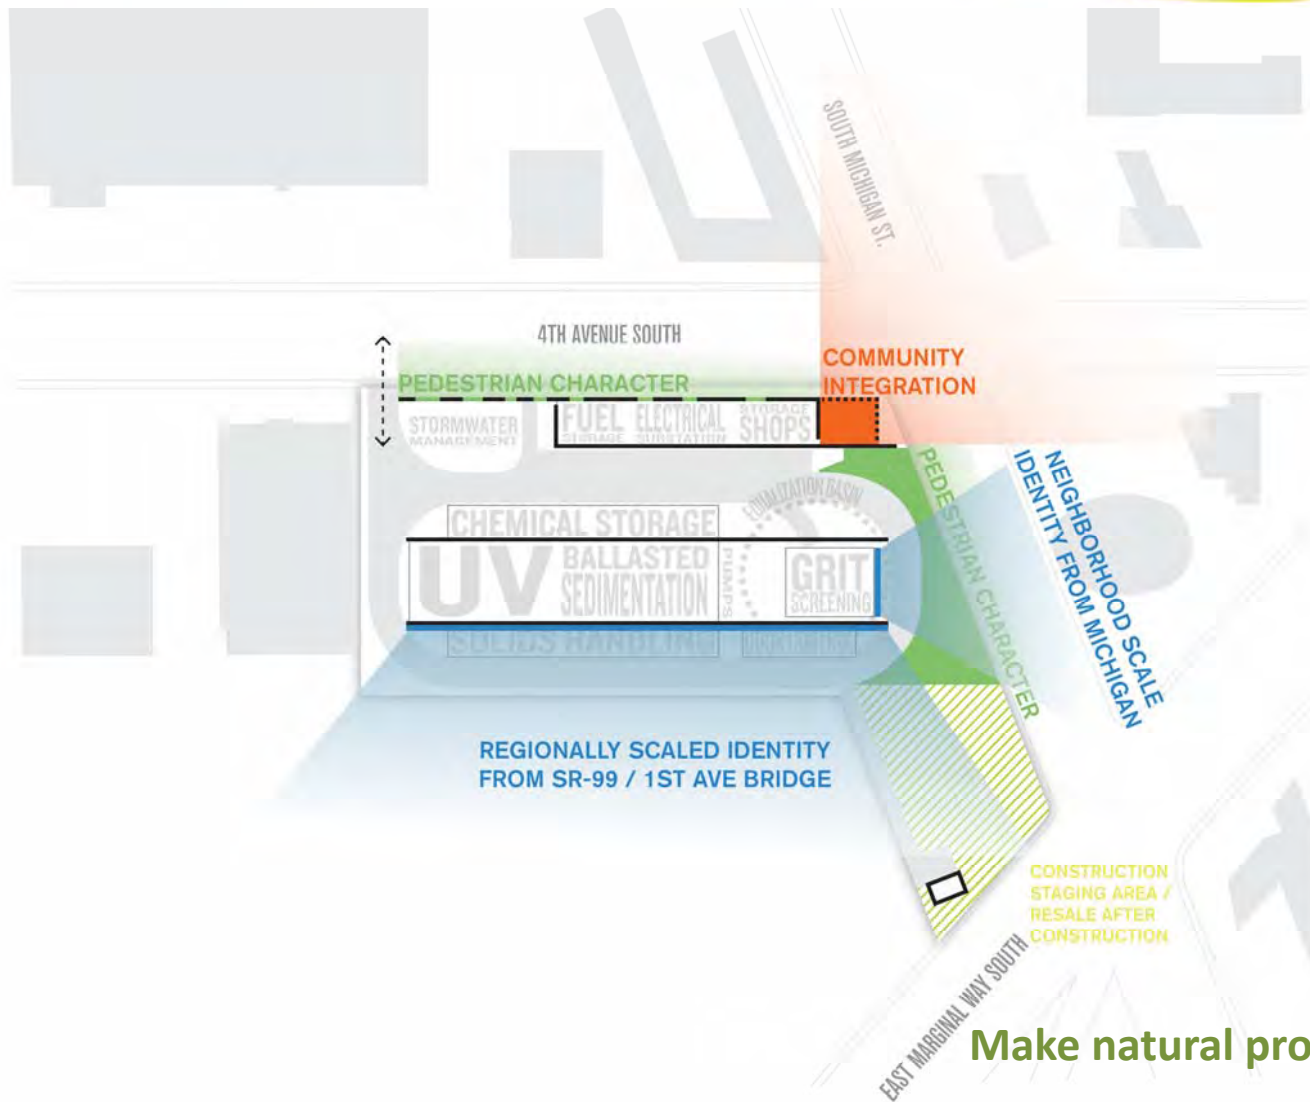 SOUTH MICHIGAN ST.
4TH AVENUE SOUTH
PEDESTRIAN CHARACTER
COMMUNITY
INTEGRATION
STORMWATER
MANAGEMENT
FUEL
STORAGE
ELECTRICAL
SUBSTATION
STORAGE
SHOPS
PEDESTRIAN CHARACTER
NEIGHBORHOOD SCALE
IDENTITY FROM MICHIGAN
EQUALIZATION BASIN
CHEMICAL STORAGE
UV
BALLASTED
SEDIMENTATION
PUMPS
GRIT
SCREENING
SOLIDS HANDLING
REGIONALLY SCALED IDENTITY
FROM SR-99 / 1ST AVE BRIDGE
CONSTRUCTION
STAGING AREA /
RESALE AFTER
CONSTRUCTION
EAST MARGINAL WAY SOUTH
Make natural pro